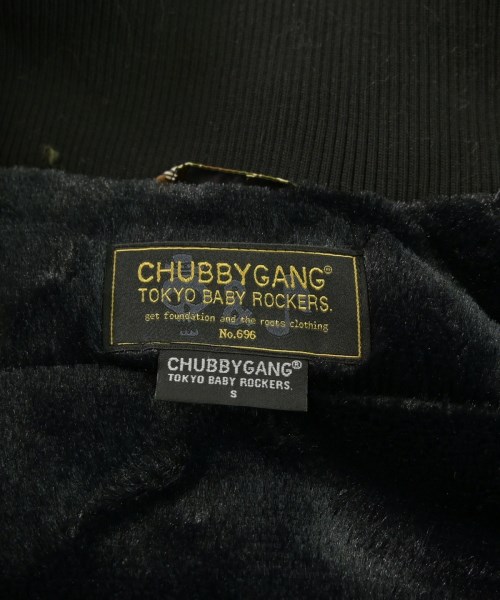 CHUBBYGANG®
TOKYO BABY ROCKERS.
get foundation and the roots clothing
No.696
CHUBBYGANG®
TOKYO BABY ROCKERS.
S